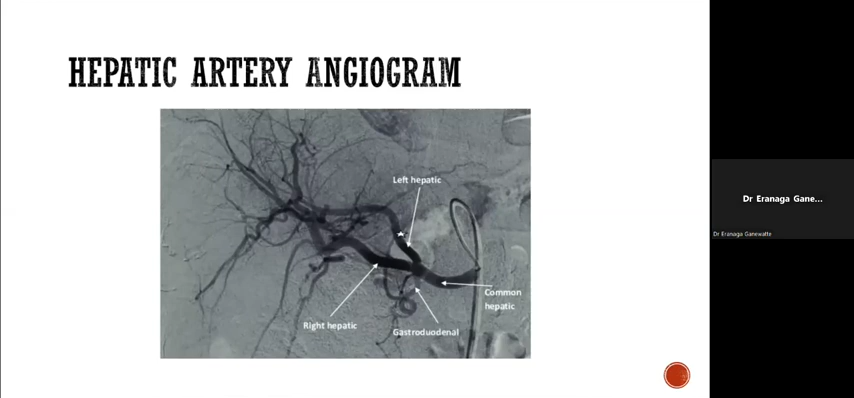 HEPATIC ARTERY ANGIOGRAM
Left hepatic
Common
hepatic
Right hepatic
Gastroduodenal
Dr Eranaga Gane...
Dr Eranaga Ganewatte